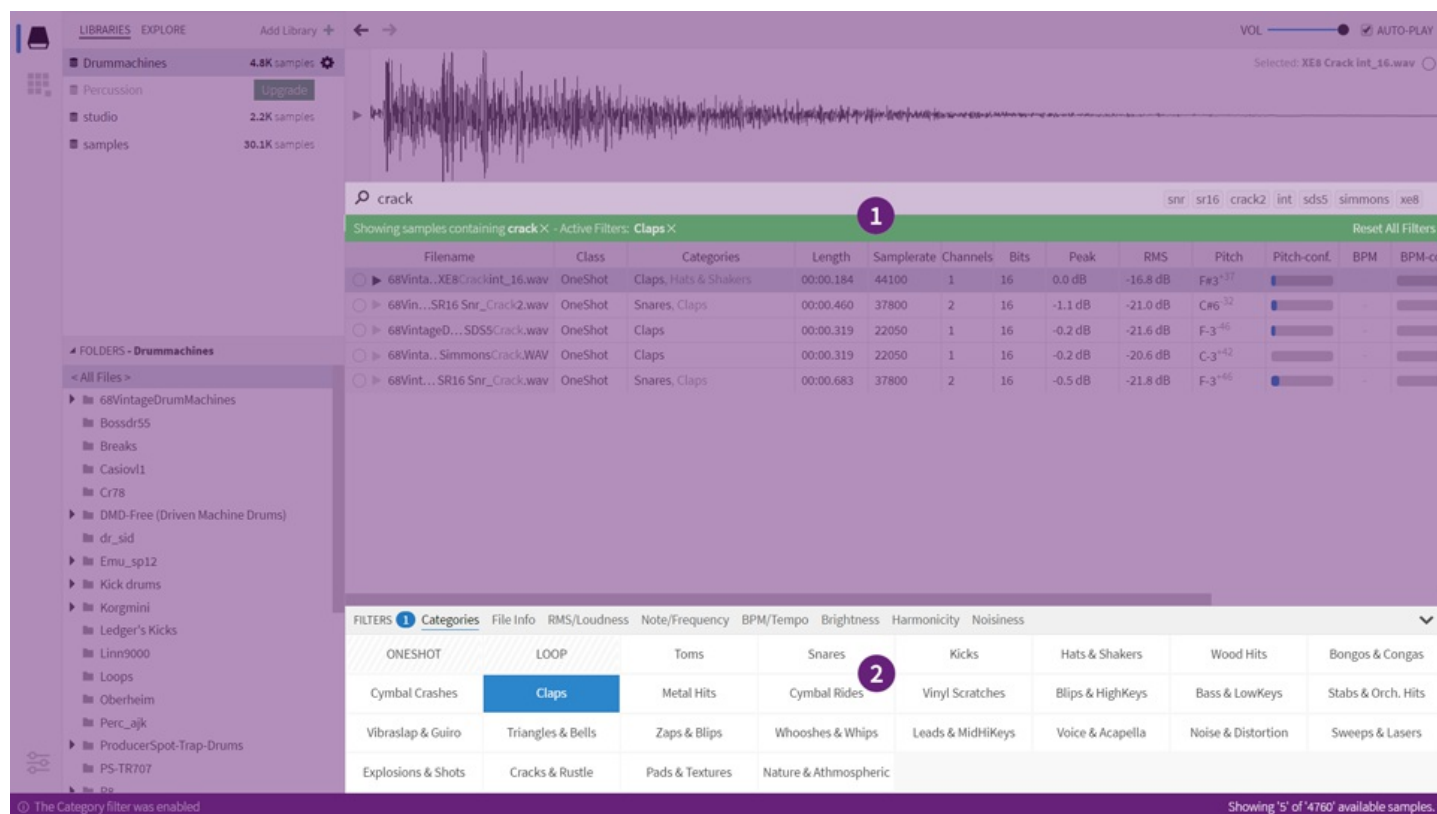 LIBRARIES EXPLORE Add Library +
Drummachines 4.8K samples
Percussion Upgrade
studio 2.2K samples
samples 30.1K samples
FOLDERS - Drummachines
< All Files >
68VintageDrumMachines
Bossdr55
Breaks
Casiovl1
Cr78
DMD-Free (Driven Machine Drums)
dr_sid
Emu_sp12
Kick drums
Korgmini
Ledger's Kicks
Linn9000
Loops
Oberheim
Perc_ajk
ProducerSpot-Trap-Drums
PS-TR707
VOL AUTO-PLAY
Selected: XE8 Crack int_16.wav
crack snr sr16 crack2 int sds5 simmons xe8
1
Showing samples containing crack × - Active Filters: Claps × Reset All Filters
Filename Class Categories Length Samplerate Channels Bits Peak RMS Pitch Pitch-conf. BPM BPM-co
68Vinta..XE8Crackint_16.wav OneShot Claps, Hats & Shakers 00:00.184 44100 1 16 0.0 dB -16.8 dB F#3+37
68Vin...SR16 Snr_Crack2.wav OneShot Snares, Claps 00:00.460 37800 2 16 -1.1 dB -21.0 dB C#6-32 -
68VintageD... SDS5Crack.wav OneShot Claps 00:00.319 22050 1 16 -0.2 dB -21.6 dB F-3-46 -
68Vinta.. SimmonsCrack.WAV OneShot Claps 00:00.319 22050 1 16 -0.2 dB -20.6 dB C-3+42 -
68Vint... SR16 Snr_Crack.wav OneShot Snares, Claps 00:00.683 37800 2 16 -0.5 dB -21.8 dB F-3+46 -
FILTERS 1 Categories File Info RMS/Loudness Note/Frequency BPM/Tempo Brightness Harmonicity Noisiness
ONESHOT LOOP Toms Snares Kicks Hats & Shakers Wood Hits Bongos & Congas
2
Cymbal Crashes Claps Metal Hits Cymbal Rides Vinyl Scratches Blips & HighKeys Bass & LowKeys Stabs & Orch. Hits
Vibraslap & Guiro Triangles & Bells Zaps & Blips Whooshes & Whips Leads & MidHiKeys Voice & Acapella Noise & Distortion Sweeps & Lasers
Explosions & Shots Cracks & Rustle Pads & Textures Nature & Athmospheric
The Category filter was enabled Showing '5' of '4760' available samples.